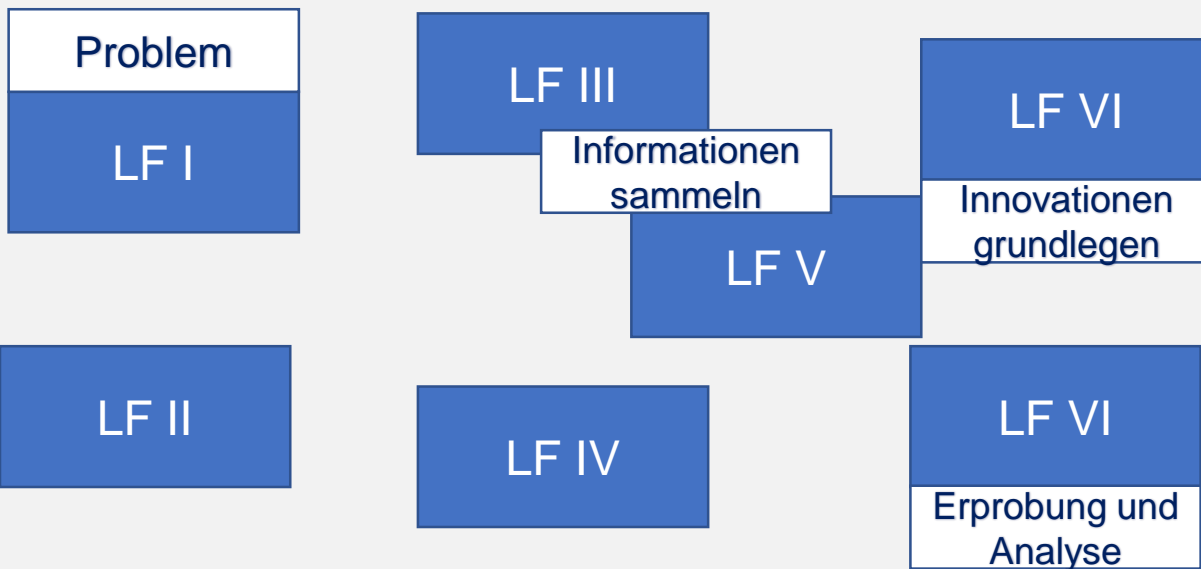 Problem
LF I
LF III
Informationen
sammeln
LF V
LF VI
Innovationen
grundlegen
LF II
LF IV
LF VI
Erprobung und
Analyse